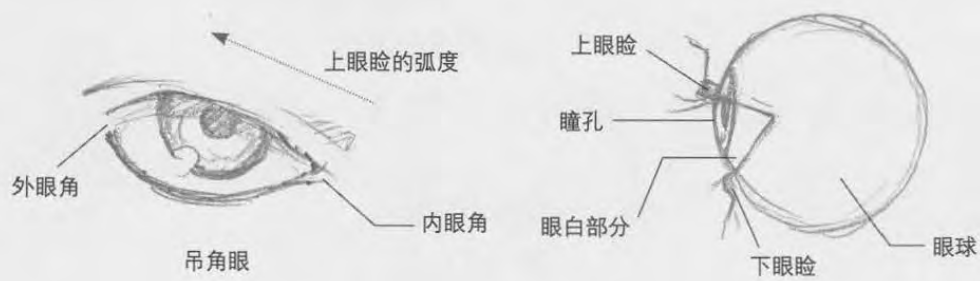 上眼睑的弧度
外眼角
内眼角
吊角眼
上眼睑
瞳孔
眼白部分
下眼睑
眼球